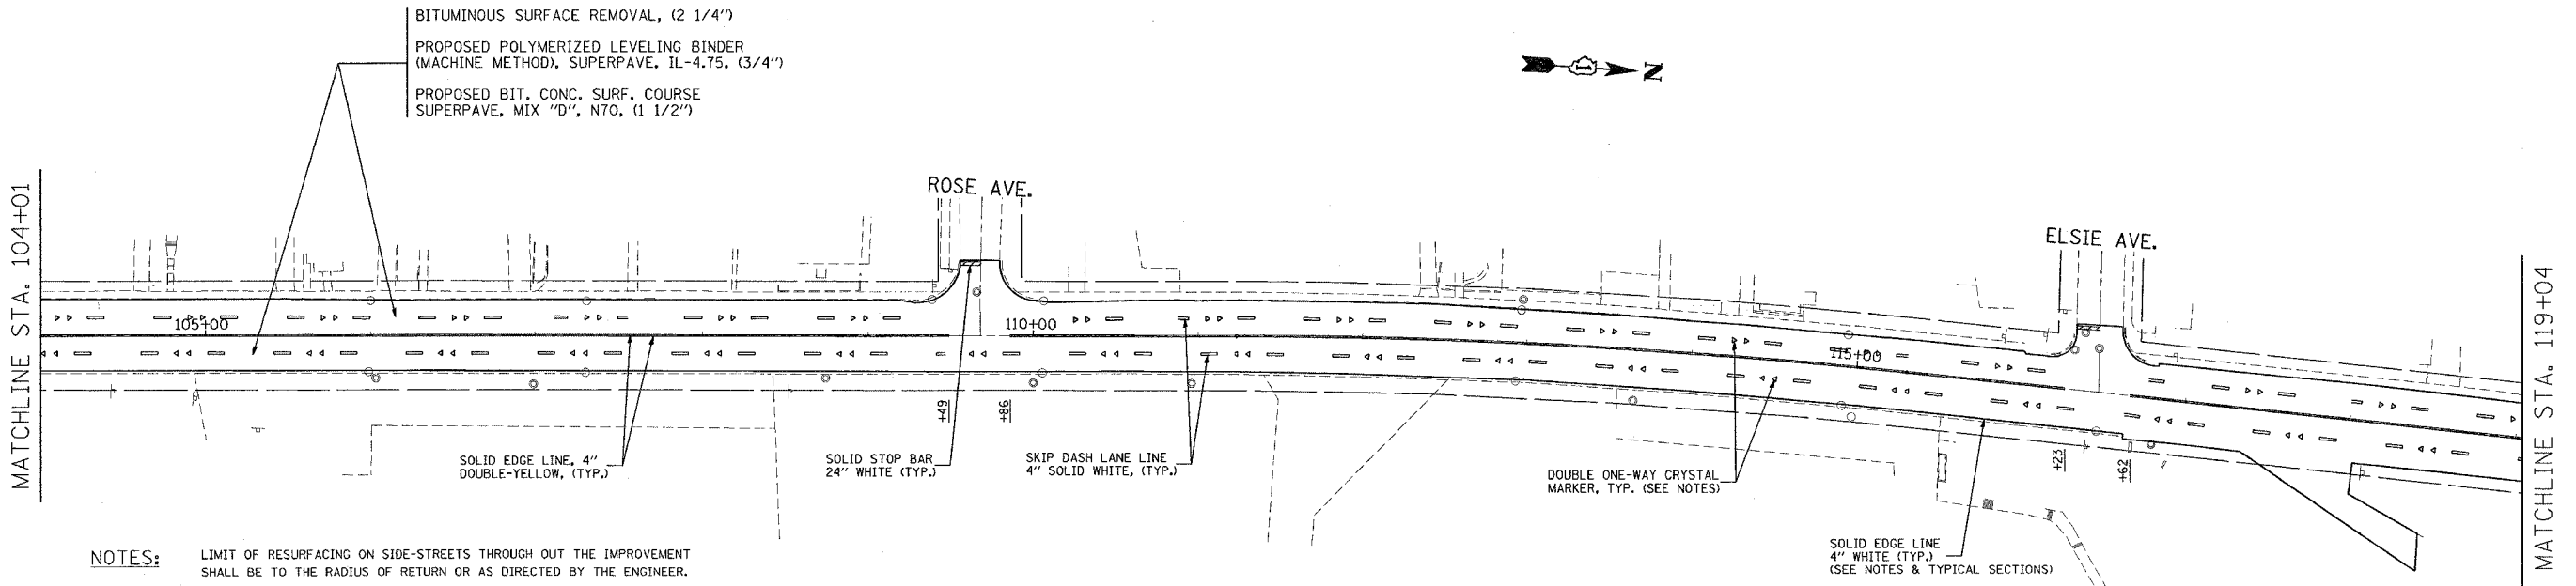 BITUMINOUS SURFACE REMOVAL, (2 1/4")
PROPOSED POLYMERIZED LEVELING BINDER
(MACHINE METHOD), SUPERPAVE, IL-4.75, (3/4")
PROPOSED BIT. CONC. SURF. COURSE
SUPERPAVE, MIX "D", N70, (1 1/2")
N
MATCHLINE STA. 104+01
ROSE AVE.
ELSIE AVE.
MATCHLINE STA. 119+04
105+00
110+00
115+00
+49
+86
+23
+62
SOLID EDGE LINE, 4"
DOUBLE-YELLOW, (TYP.)
SOLID STOP BAR
24" WHITE (TYP.)
SKIP DASH LANE LINE
4" SOLID WHITE, (TYP.)
DOUBLE ONE-WAY CRYSTAL
MARKER, TYP. (SEE NOTES)
SOLID EDGE LINE
4" WHITE (TYP.)
(SEE NOTES & TYPICAL SECTIONS)
NOTES: LIMIT OF RESURFACING ON SIDE-STREETS THROUGH OUT THE IMPROVEMENT
SHALL BE TO THE RADIUS OF RETURN OR AS DIRECTED BY THE ENGINEER.